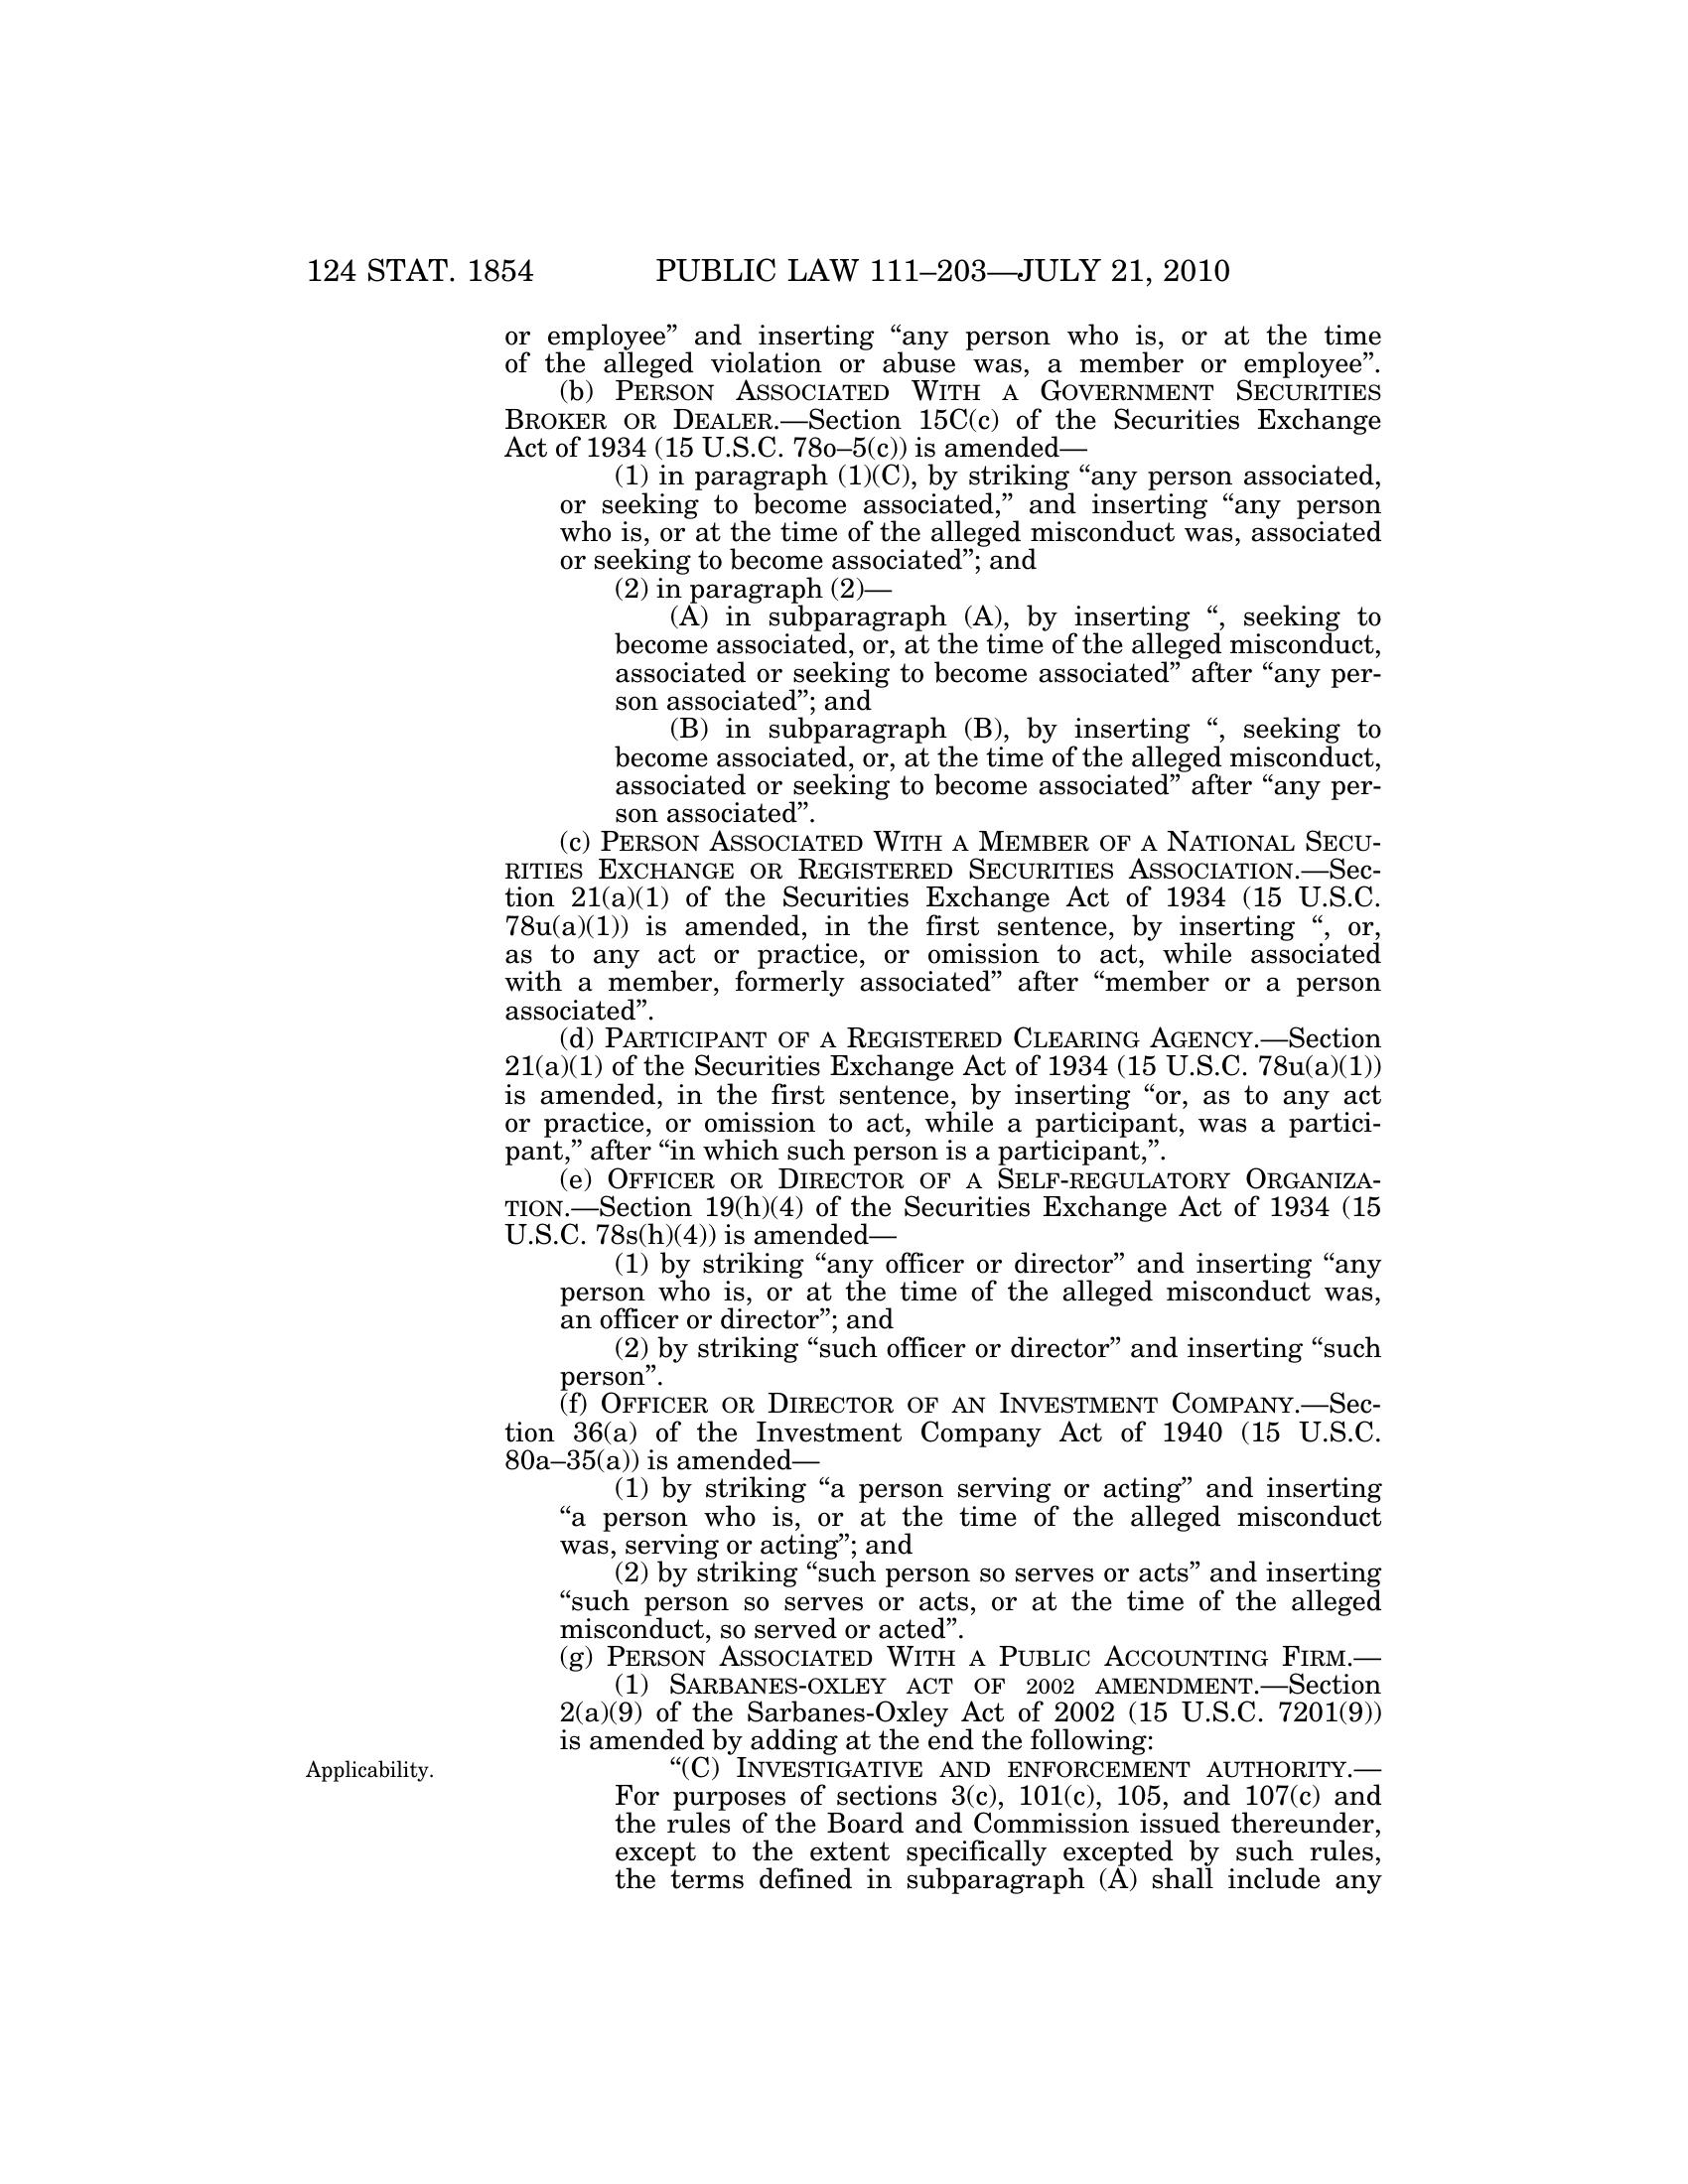 124 STAT. 1854 PUBLIC LAW 111–203—JULY 21, 2010
or employee” and inserting “any person who is, or at the time
of the alleged violation or abuse was, a member or employee”.
(b) PERSON ASSOCIATED WITH A GOVERNMENT SECURITIES
BROKER OR DEALER.—Section 15C(c) of the Securities Exchange
Act of 1934 (15 U.S.C. 78o–5(c)) is amended—
(1) in paragraph (1)(C), by striking “any person associated,
or seeking to become associated,” and inserting “any person
who is, or at the time of the alleged misconduct was, associated
or seeking to become associated”; and
(2) in paragraph (2)—
(A) in subparagraph (A), by inserting “, seeking to
become associated, or, at the time of the alleged misconduct,
associated or seeking to become associated” after “any per-
son associated”; and
(B) in subparagraph (B), by inserting “, seeking to
become associated, or, at the time of the alleged misconduct,
associated or seeking to become associated” after “any per-
son associated”.
(c) PERSON ASSOCIATED WITH A MEMBER OF A NATIONAL SECU-
RITIES EXCHANGE OR REGISTERED SECURITIES ASSOCIATION.—Sec-
tion 21(a)(1) of the Securities Exchange Act of 1934 (15 U.S.C.
78u(a)(1)) is amended, in the first sentence, by inserting “, or,
as to any act or practice, or omission to act, while associated
with a member, formerly associated” after “member or a person
associated”.
(d) PARTICIPANT OF A REGISTERED CLEARING AGENCY.—Section
21(a)(1) of the Securities Exchange Act of 1934 (15 U.S.C. 78u(a)(1))
is amended, in the first sentence, by inserting “or, as to any act
or practice, or omission to act, while a participant, was a partici-
pant,” after “in which such person is a participant,”.
(e) OFFICER OR DIRECTOR OF A SELF-REGULATORY ORGANIZA-
TION.—Section 19(h)(4) of the Securities Exchange Act of 1934 (15
U.S.C. 78s(h)(4)) is amended—
(1) by striking “any officer or director” and inserting “any
person who is, or at the time of the alleged misconduct was,
an officer or director”; and
(2) by striking “such officer or director” and inserting “such
person”.
(f) OFFICER OR DIRECTOR OF AN INVESTMENT COMPANY.—Sec-
tion 36(a) of the Investment Company Act of 1940 (15 U.S.C.
80a–35(a)) is amended—
(1) by striking “a person serving or acting” and inserting
“a person who is, or at the time of the alleged misconduct
was, serving or acting”; and
(2) by striking “such person so serves or acts” and inserting
“such person so serves or acts, or at the time of the alleged
misconduct, so served or acted”.
(g) PERSON ASSOCIATED WITH A PUBLIC ACCOUNTING FIRM.—
(1) SARBANES-OXLEY ACT OF 2002 AMENDMENT.—Section
2(a)(9) of the Sarbanes-Oxley Act of 2002 (15 U.S.C. 7201(9))
is amended by adding at the end the following:
Applicability. “(C) INVESTIGATIVE AND ENFORCEMENT AUTHORITY.—
For purposes of sections 3(c), 101(c), 105, and 107(c) and
the rules of the Board and Commission issued thereunder,
except to the extent specifically excepted by such rules,
the terms defined in subparagraph (A) shall include any